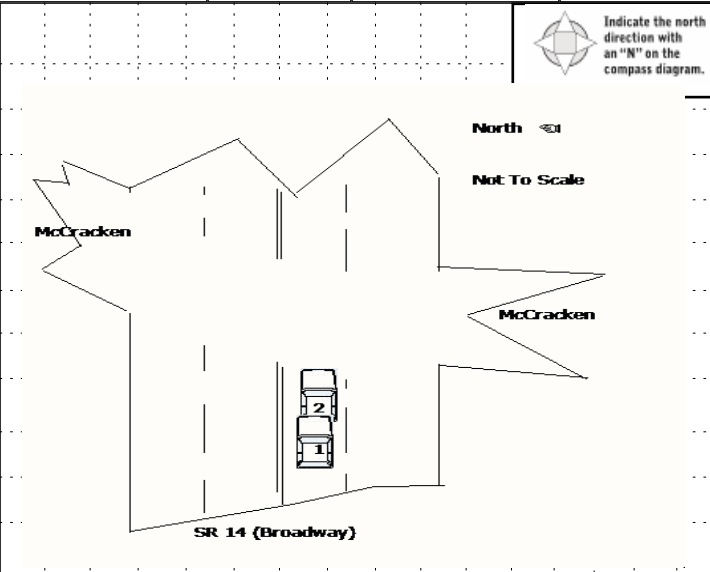 Indicate the north
direction with
an "N" on the
compass diagram.
North
Not To Scale
McCracken
McCracken
2
1
SR 14 (Broadway)